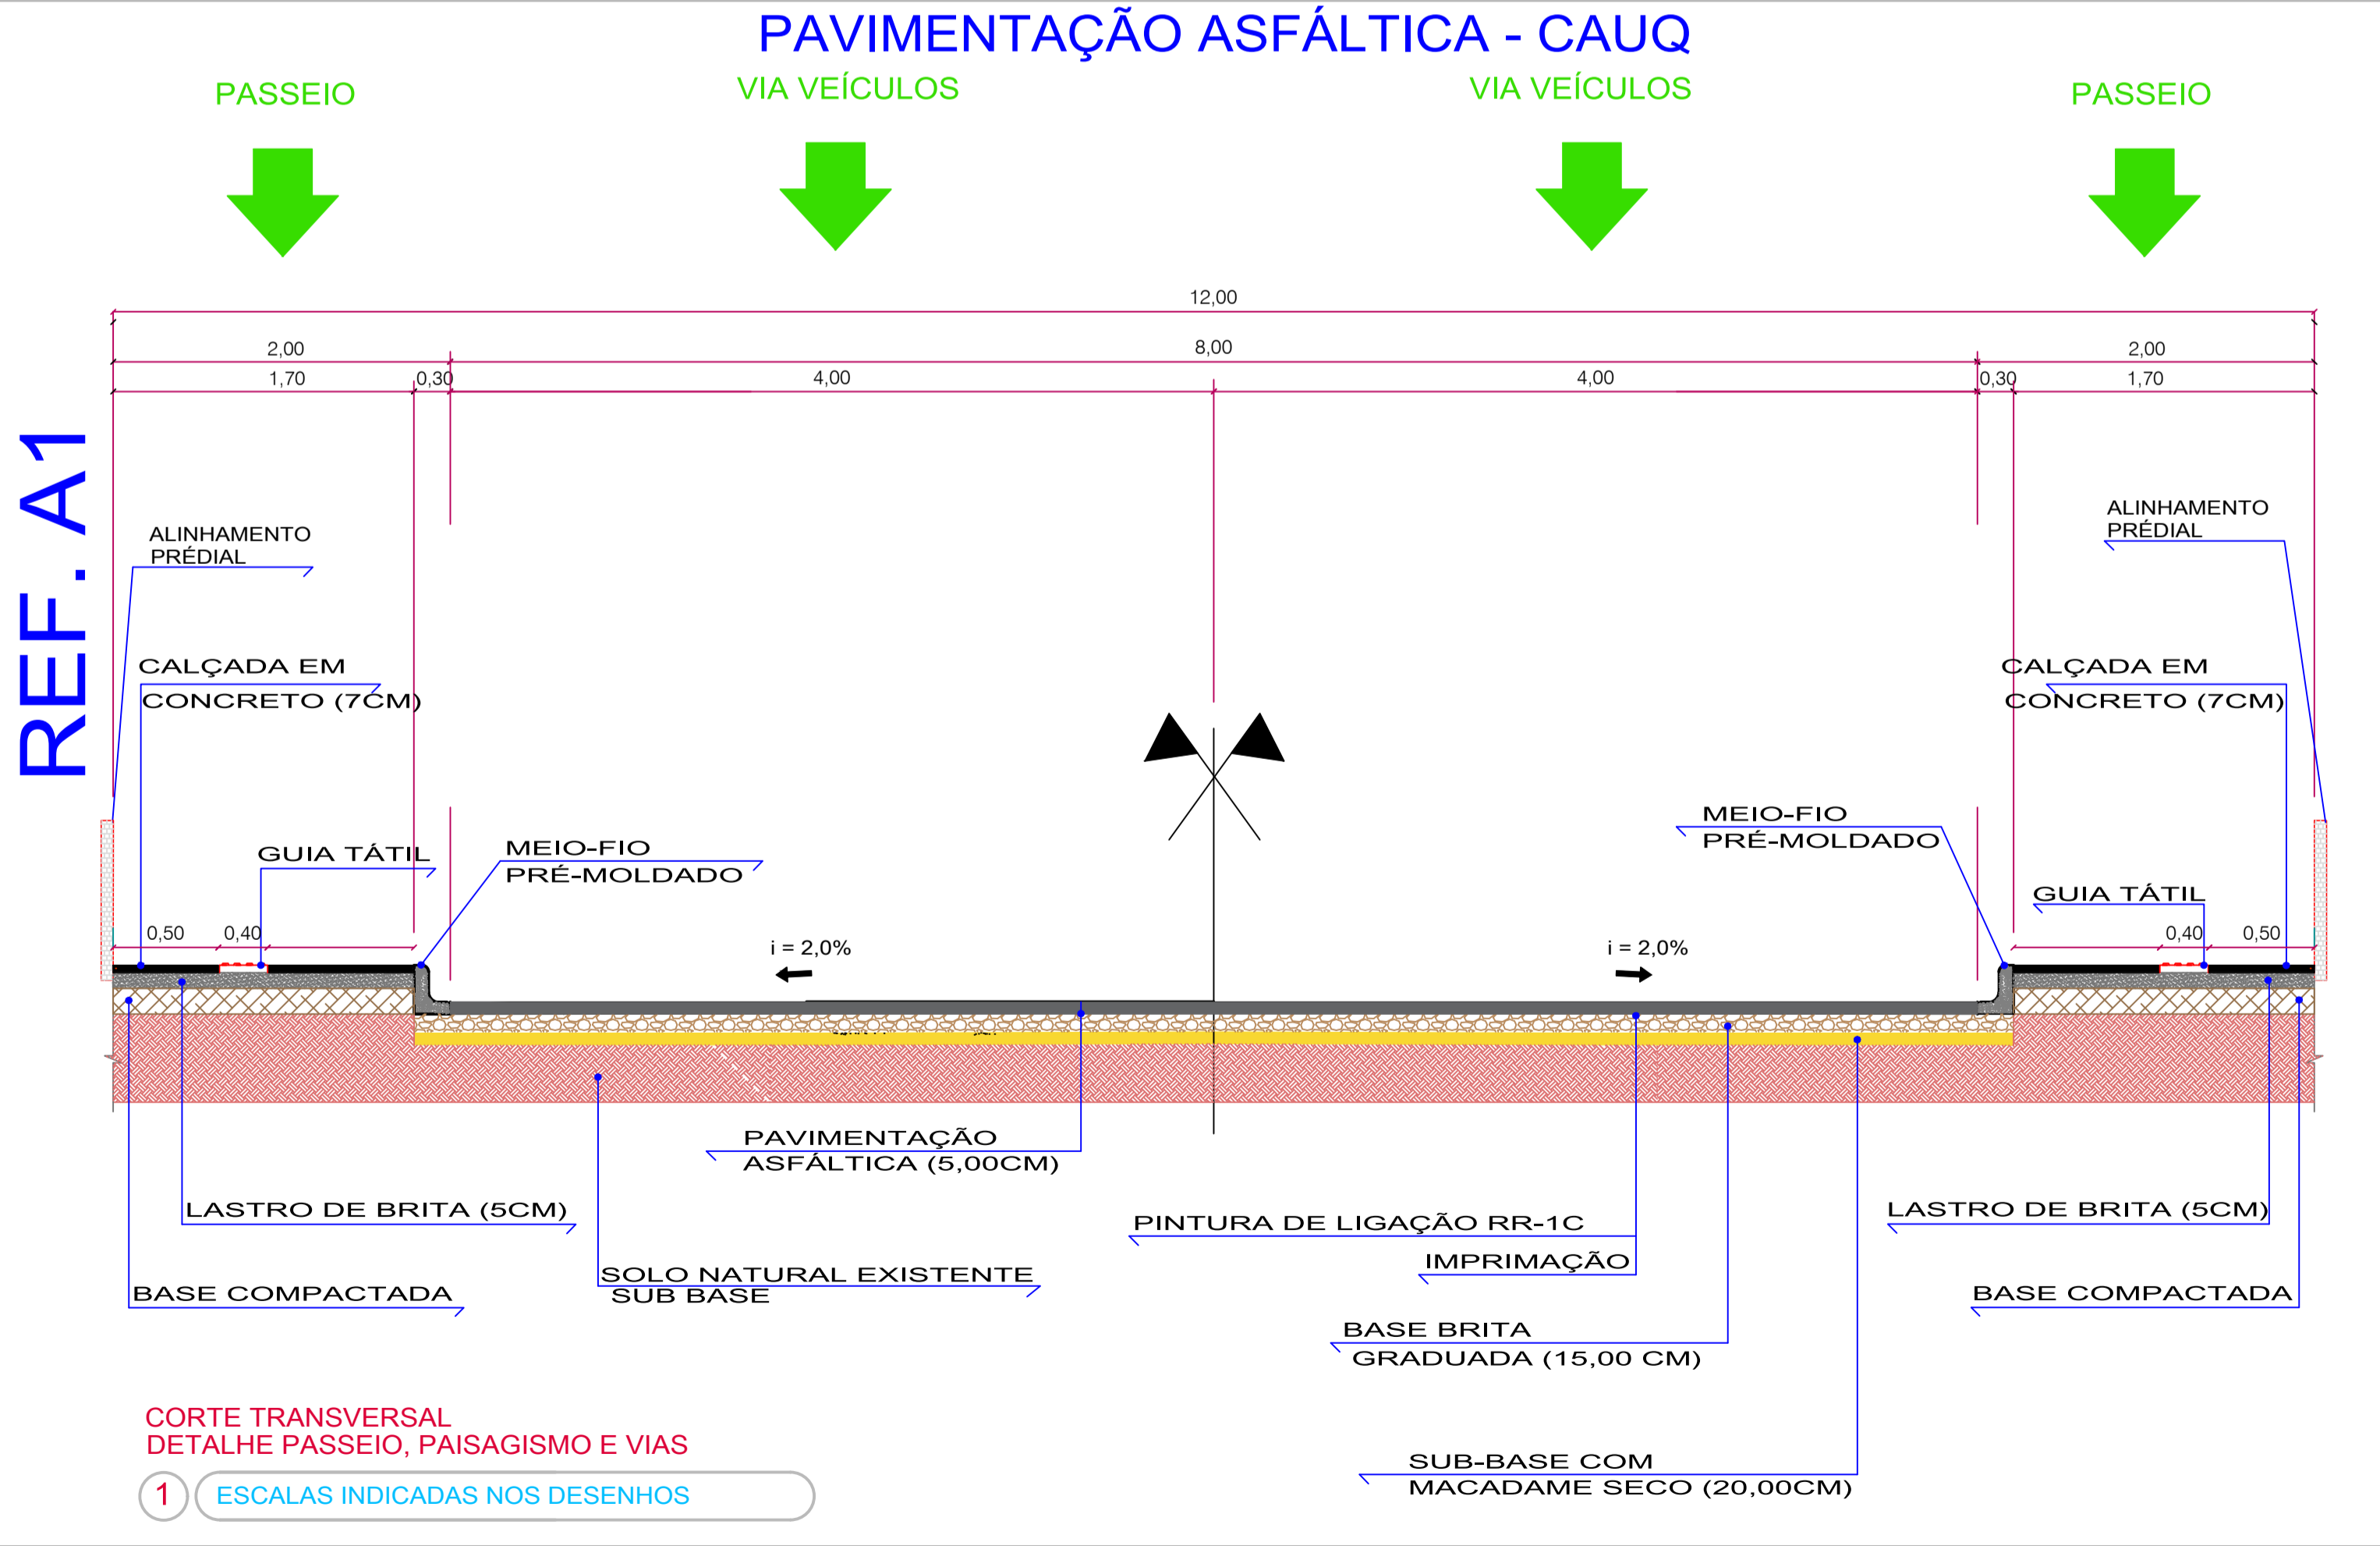 PAVIMENTAÇÃO ASFÁLTICA - CAUQ
PASSEIO
VIA VEÍCULOS
VIA VEÍCULOS
PASSEIO
12,00
2,00
8,00
2,00
1,70
0,30
4,00
4,00
0,30
1,70
REF. A1
ALINHAMENTO
PRÉDIAL
ALINHAMENTO
PRÉDIAL
CALÇADA EM
CONCRETO (7CM)
CALÇADA EM
CONCRETO (7CM)
GUIA TÁTIL
MEIO-FIO
PRÉ-MOLDADO
MEIO-FIO
PRÉ-MOLDADO
GUIA TÁTIL
0,50
0,40
i = 2,0%
i = 2,0%
0,40
0,50
PAVIMENTAÇÃO
ASFÁLTICA (5,00CM)
LASTRO DE BRITA (5CM)
PINTURA DE LIGAÇÃO RR-1C
LASTRO DE BRITA (5CM)
IMPRIMAÇÃO
SOLO NATURAL EXISTENTE
SUB BASE
BASE COMPACTADA
BASE COMPACTADA
BASE BRITA
GRADUADA (15,00 CM)
CORTE TRANSVERSAL
DETALHE PASSEIO, PAISAGISMO E VIAS
SUB-BASE COM
MACADAME SECO (20,00CM)
1
ESCALAS INDICADAS NOS DESENHOS